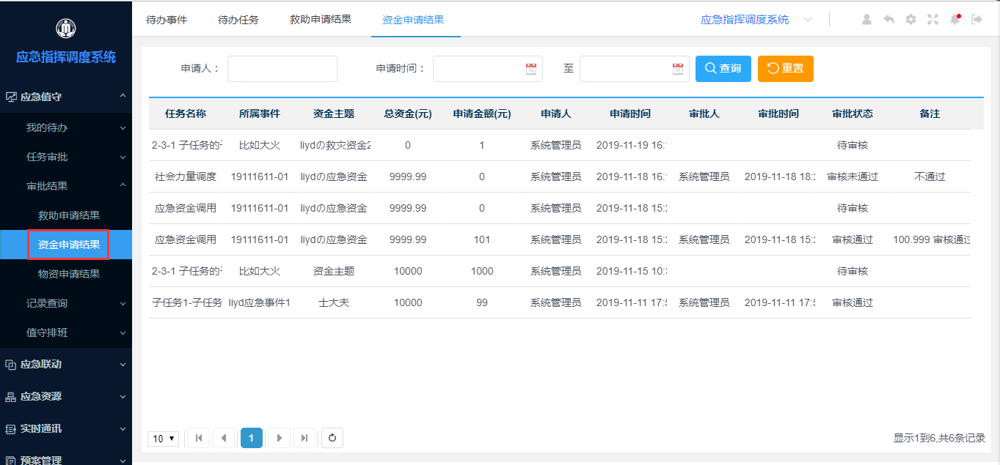 应急指挥调度系统
应急值守
我的待办
任务审批
审批结果
救助申请结果
资金申请结果
物资申请结果
记录查询
值守排班
应急联动
应急资源
实时通讯
预案管理
待办事件 待办任务 救助申请结果 资金申请结果 应急指挥调度系统
申请人： 申请时间： 至 查询 重置
任务名称 所属事件 资金主题 总资金(元) 申请金额(元) 申请人 申请时间 审批人 审批时间 审批状态 备注
2-3-1 子任务的 比如大火 liydの救灾资金2 0 1 系统管理员 2019-11-19 16: 待审核
社会力量调度 19111611-01 liydの应急资金 9999.99 0 系统管理员 2019-11-18 16: 系统管理员 2019-11-18 18: 审核未通过 不通过
应急资金调用 19111611-01 liydの应急资金 9999.99 0 系统管理员 2019-11-18 15: 待审核
应急资金调用 19111611-01 liydの应急资金 9999.99 101 系统管理员 2019-11-18 15: 系统管理员 2019-11-18 15: 审核通过 100.999 审核通过
2-3-1 子任务的 比如大火 资金主题 10000 1000 系统管理员 2019-11-15 10: 待审核
子任务1-子任务 liyd应急事件1 士大夫 10000 99 系统管理员 2019-11-11 17: 系统管理员 2019-11-11 17: 审核通过
10 1 显示1到6,共6条记录